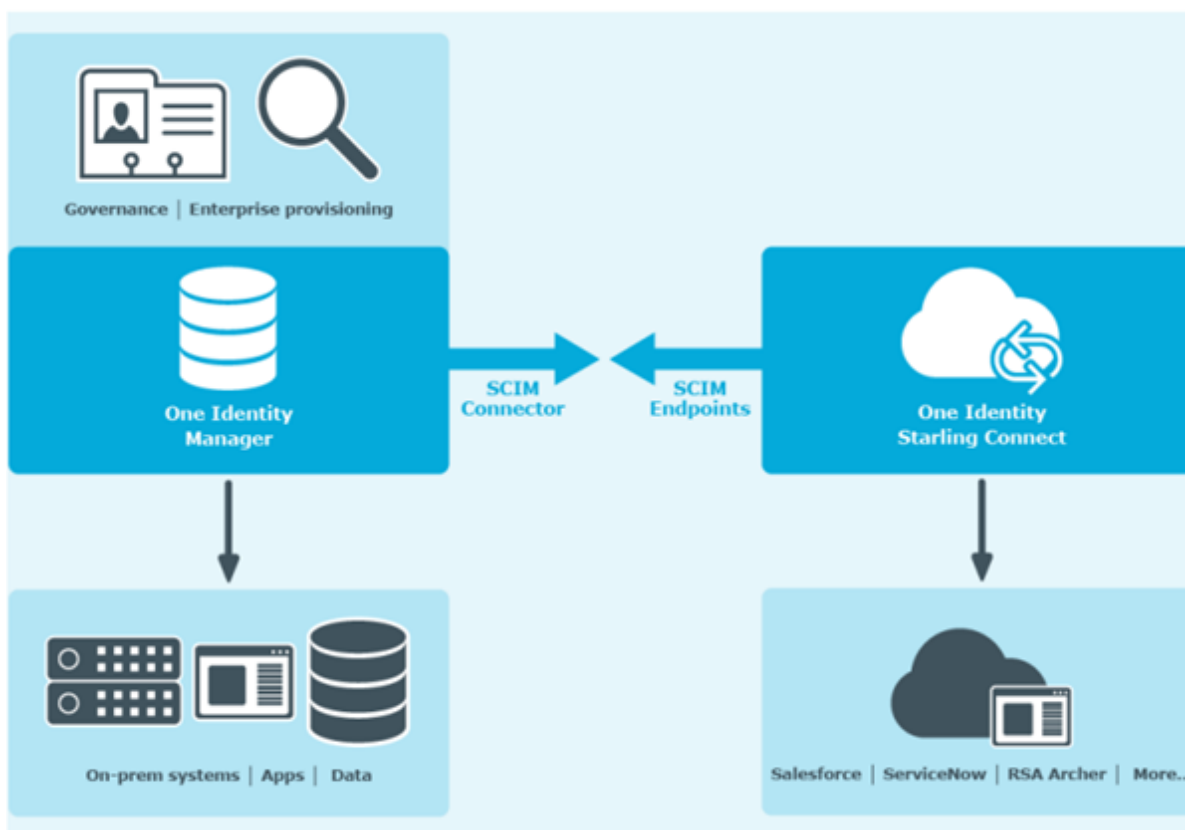 Governance | Enterprise provisioning
One Identity
Manager
SCIM
Connector
SCIM
Endpoints
One Identity
Starling Connect
On-prem systems | Apps | Data
Salesforce | ServiceNow | RSA Archer | More..